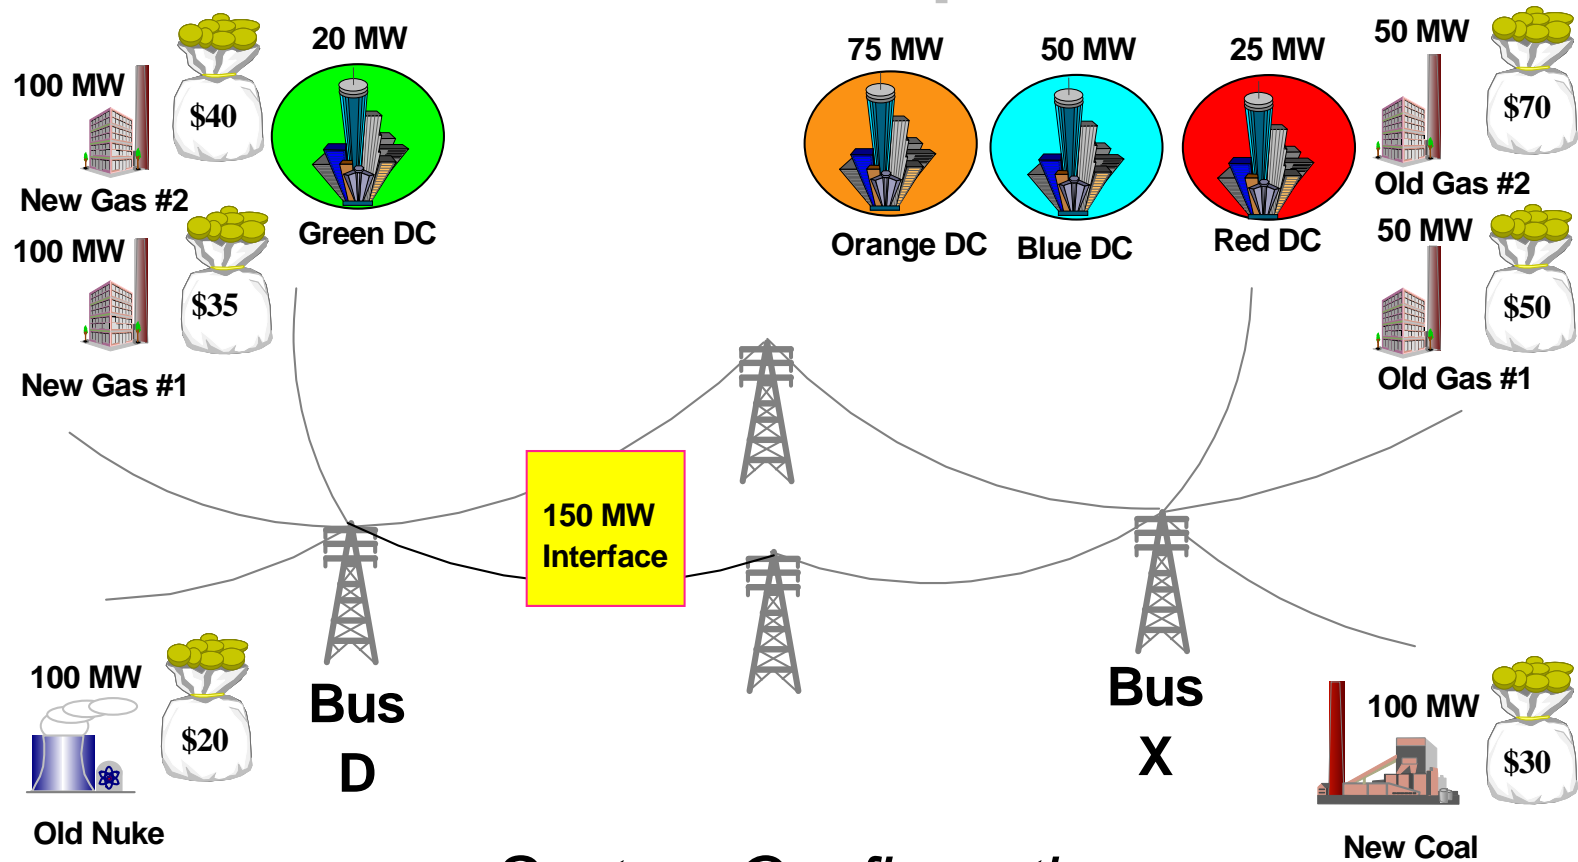 20 MW
75 MW
50 MW
25 MW
50 MW
100 MW
$40
$70
New Gas #2
Green DC
Orange DC
Blue DC
Red DC
Old Gas #2
100 MW
$35
50 MW
$50
New Gas #1
Old Gas #1
150 MW
Interface
100 MW
$20
Bus
D
Bus
X
100 MW
$30
Old Nuke
New Coal